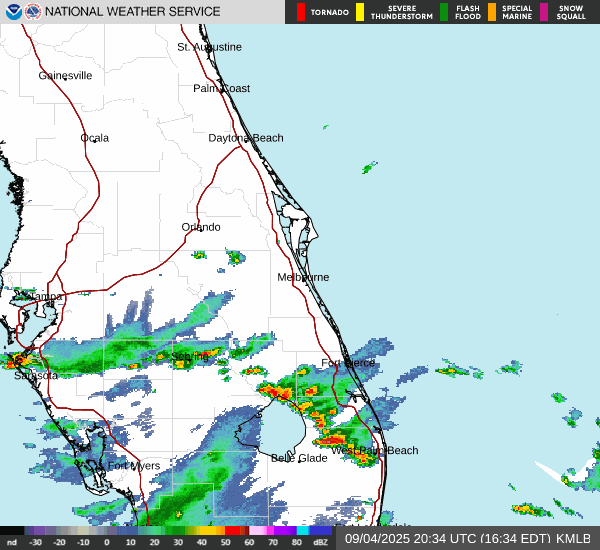 NATIONAL WEATHER SERVICE
TORNADO
SEVERE THUNDERSTORM
FLASH FLOOD
SPECIAL MARINE
SNOW SQUALL
St. Augustine
Gainesville
Palm Coast
Ocala
Daytona Beach
Orlando
Melbourne
Tampa
Sebring
Fort Pierce
Sarasota
West Palm Beach
Belle Glade
Fort Myers
nd -30 -20 -10 0 10 20 30 40 50 60 70 80 dBZ
09/04/2025 20:34 UTC (16:34 EDT) KMLB